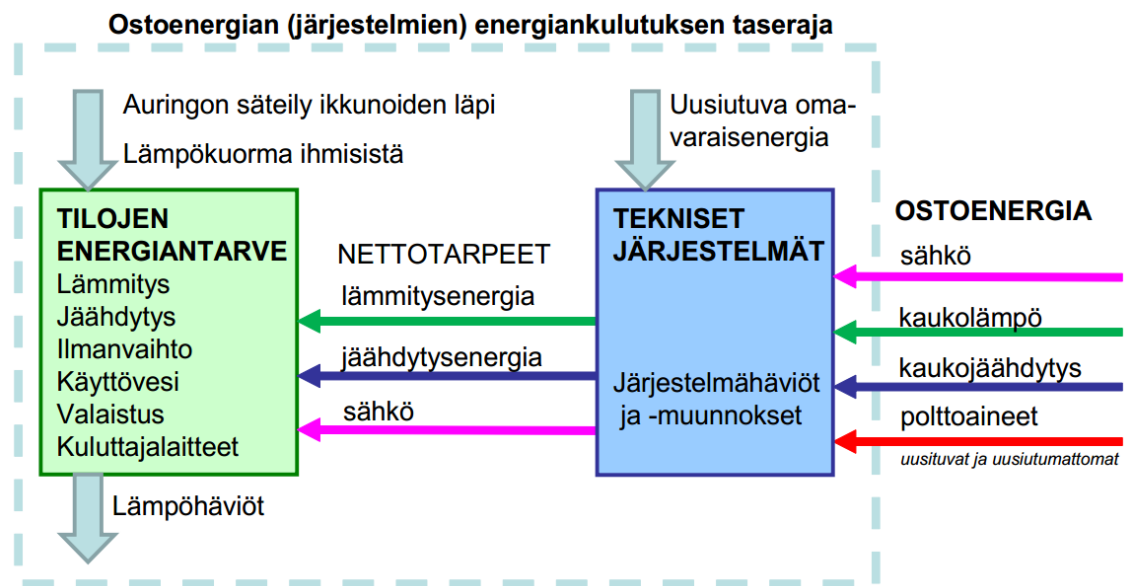 Ostoenergian (järjestelmien) energiankulutuksen taseraja
Auringon säteily ikkunoiden läpi
Lämpökuorma ihmisistä
Uusiutuva oma-
varaisenergia
TILOJEN
ENERGIANTARVE
Lämmitys
Jäähdytys
Ilmanvaihto
Käyttövesi
Valaistus
Kuluttajalaitteet
NETTOTARPEET
lämmitysenergia
jäähdytysenergia
sähkö
TEKNISET
JÄRJESTELMÄT
Järjestelmähäviöt
ja -muunnokset
OSTOENERGIA
sähkö
kaukolämpö
kaukojäähdytys
polttoaineet
uusituvat ja uusiutumattomat
Lämpöhäviöt